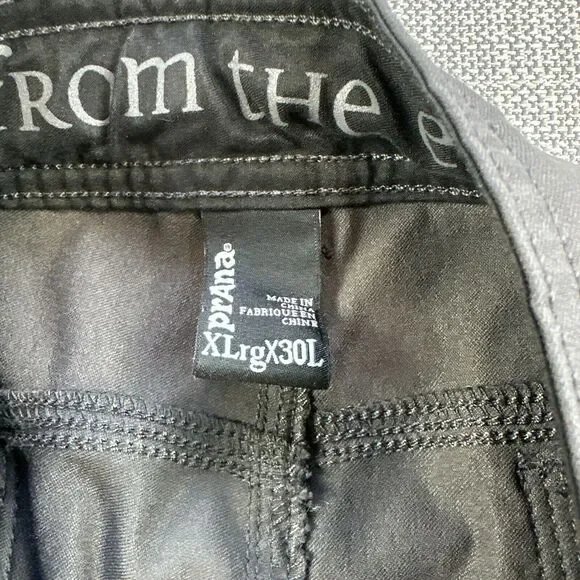 from the e
prAna®
MADE IN
CHINA
FABRIQUE EN
CHINE
XLrgX30L